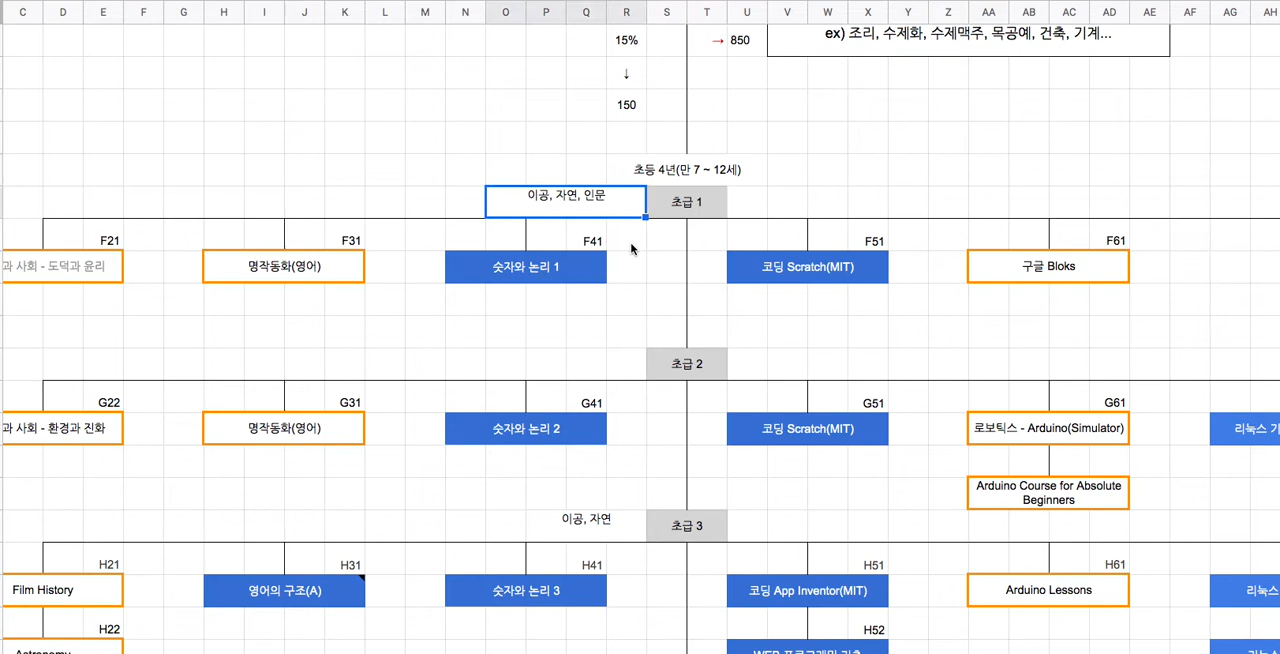 C D E F G H I J K L M N O P Q R S T U V W X Y Z AA AB AC AD AE AF AG AH
15% → 850 ex) 조리, 수제화, 수제맥주, 목공예, 건축, 기계...
↓
150
초등 4년(만 7 ~ 12세)
이공, 자연, 인문 초급 1
F21 F31 F41 F51 F61
과 사회 - 도덕과 윤리 명작동화(영어) 숫자와 논리 1 코딩 Scratch(MIT) 구글 Bloks
초급 2
G22 G31 G41 G51 G61
과 사회 - 환경과 진화 명작동화(영어) 숫자와 논리 2 코딩 Scratch(MIT) 로보틱스 - Arduino(Simulator) 리눅스 기
Arduino Course for Absolute
Beginners
이공, 자연 초급 3
H21 H31 H41 H51 H61
Film History 영어의 구조(A) 숫자와 논리 3 코딩 App Inventor(MIT) Arduino Lessons 리눅스
H22 H52
Astronomy